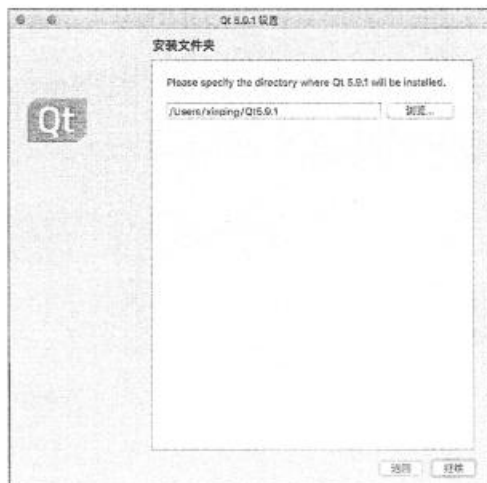 Qt 5.9.1 设置
安装文件夹
Please specify the directory where Qt 5.9.1 will be installed.
Qt
/Users/xinping/Qt5.9.1
浏览...
返回
继续